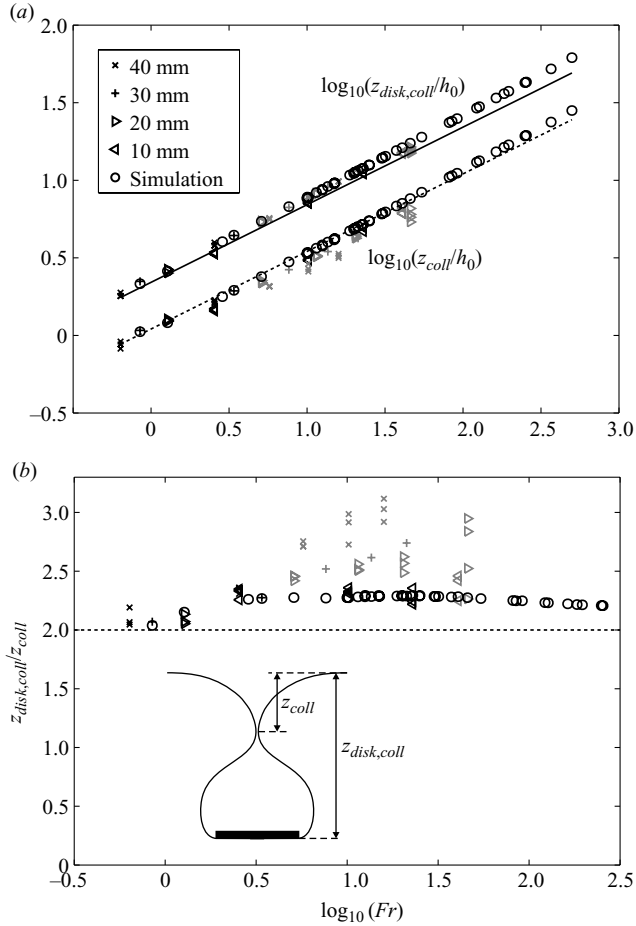 (a)
2.0
1.5
1.0
0.5
0
–0.5
40 mm
30 mm
20 mm
10 mm
Simulation
log10(zdisk,coll/h0)
log10(zcoll/h0)
0
0.5
1.0
1.5
2.0
2.5
3.0
(b)
3.0
2.5
2.0
1.5
1.0
0.5
0
zdisk,coll/zcoll
zcoll
zdisk,coll
–0.5
0
0.5
1.0
1.5
2.0
2.5
log10 (Fr)